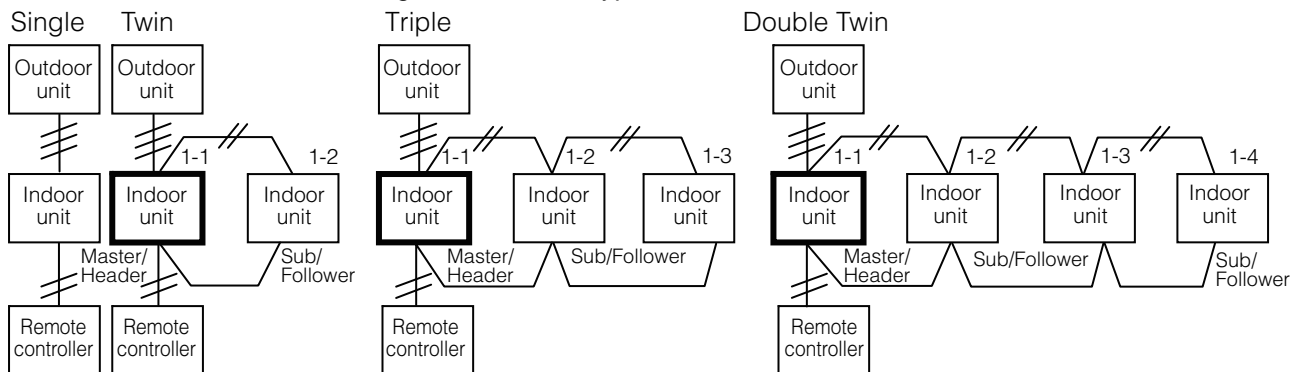 Single
Twin
Triple
Double Twin
Outdoor
unit
Outdoor
unit
Outdoor
unit
Outdoor
unit
1-1
1-2
1-1
1-2
1-3
1-1
1-2
1-3
1-4
Indoor
unit
Indoor
unit
Indoor
unit
Indoor
unit
Indoor
unit
Indoor
unit
Indoor
unit
Indoor
unit
Indoor
unit
Indoor
unit
Master/
Header
Sub/
Follower
Master/
Header
Sub/Follower
Master/
Header
Sub/Follower
Sub/
Follower
Remote
controller
Remote
controller
Remote
controller
Remote
controller